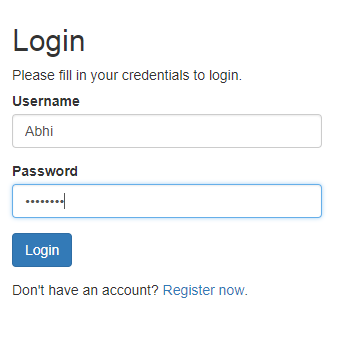 Login
Please fill in your credentials to login.
Username
Abhi
Password
••••••••
Login
Don't have an account? Register now.